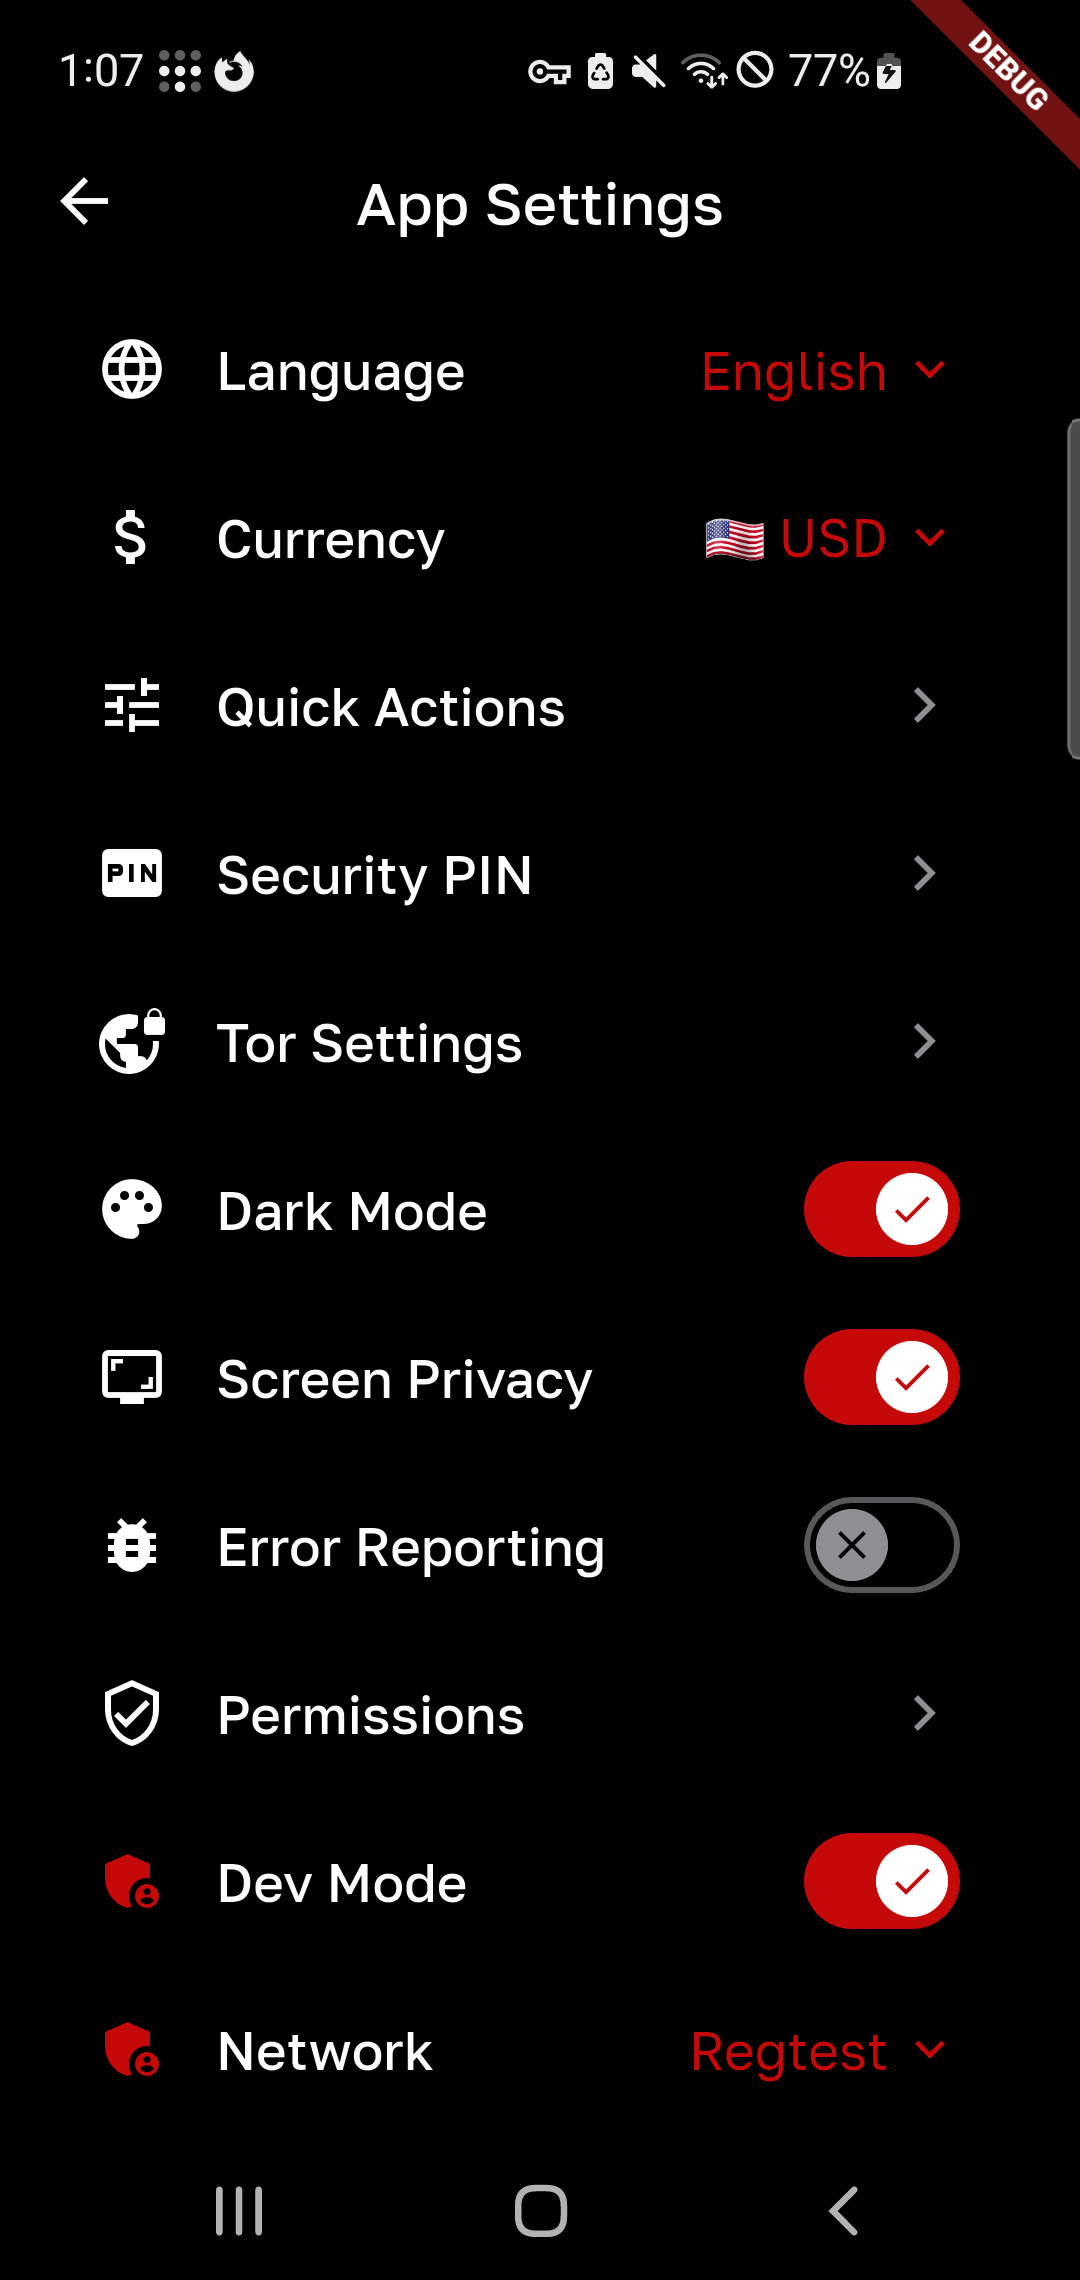 1:07
77%
DEBUG
App Settings
Language
English
Currency
🇺🇸 USD
Quick Actions
PIN
Security PIN
Tor Settings
Dark Mode
Screen Privacy
Error Reporting
Permissions
Dev Mode
Network
Regtest